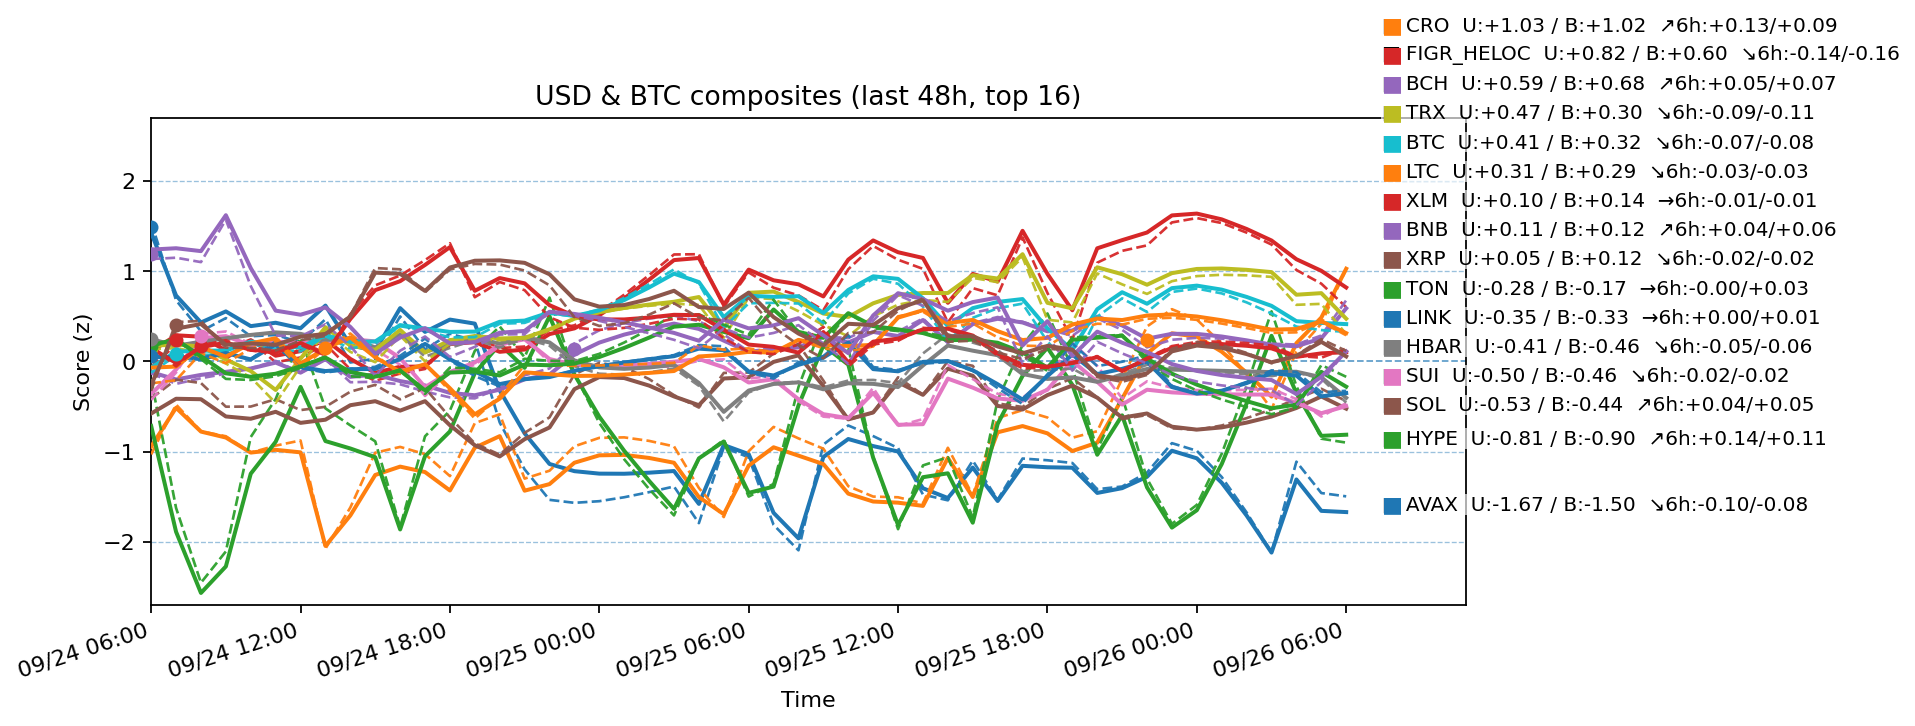 CRO U:+1.03 / B:+1.02 ↗6h:+0.13/+0.09
FIGR_HELOC U:+0.82 / B:+0.60 ↘6h:-0.14/-0.16
BCH U:+0.59 / B:+0.68 ↗6h:+0.05/+0.07
TRX U:+0.47 / B:+0.30 ↘6h:-0.09/-0.11
BTC U:+0.41 / B:+0.32 ↘6h:-0.07/-0.08
LTC U:+0.31 / B:+0.29 ↘6h:-0.03/-0.03
XLM U:+0.10 / B:+0.14 →6h:-0.01/-0.01
BNB U:+0.11 / B:+0.12 ↗6h:+0.04/+0.06
XRP U:+0.05 / B:+0.12 ↘6h:-0.02/-0.02
TON U:-0.28 / B:-0.17 →6h:-0.00/+0.03
LINK U:-0.35 / B:-0.33 →6h:+0.00/+0.01
HBAR U:-0.41 / B:-0.46 ↘6h:-0.05/-0.06
SUI U:-0.50 / B:-0.46 ↘6h:-0.02/-0.02
SOL U:-0.53 / B:-0.44 ↗6h:+0.04/+0.05
HYPE U:-0.81 / B:-0.90 ↗6h:+0.14/+0.11
AVAX U:-1.67 / B:-1.50 ↘6h:-0.10/-0.08
USD & BTC composites (last 48h, top 16)
Score (z)
2
1
0
−1
−2
09/24 06:00
09/24 12:00
09/24 18:00
09/25 00:00
09/25 06:00
09/25 12:00
09/25 18:00
09/26 00:00
09/26 06:00
Time